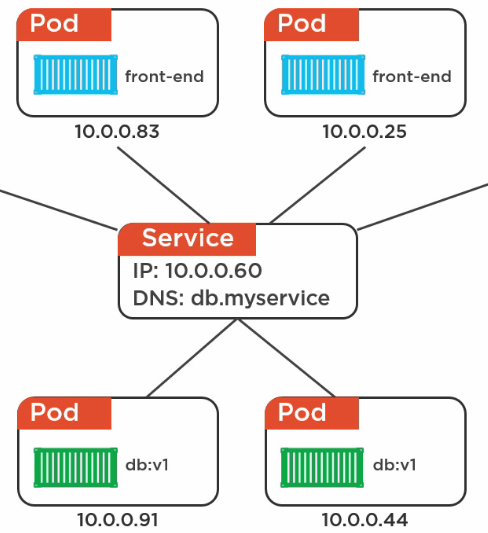 Pod
Pod
front-end
front-end
10.0.0.83
10.0.0.25
Service
IP: 10.0.0.60
DNS: db.myservice
Pod
Pod
db:v1
db:v1
10.0.0.91
10.0.0.44